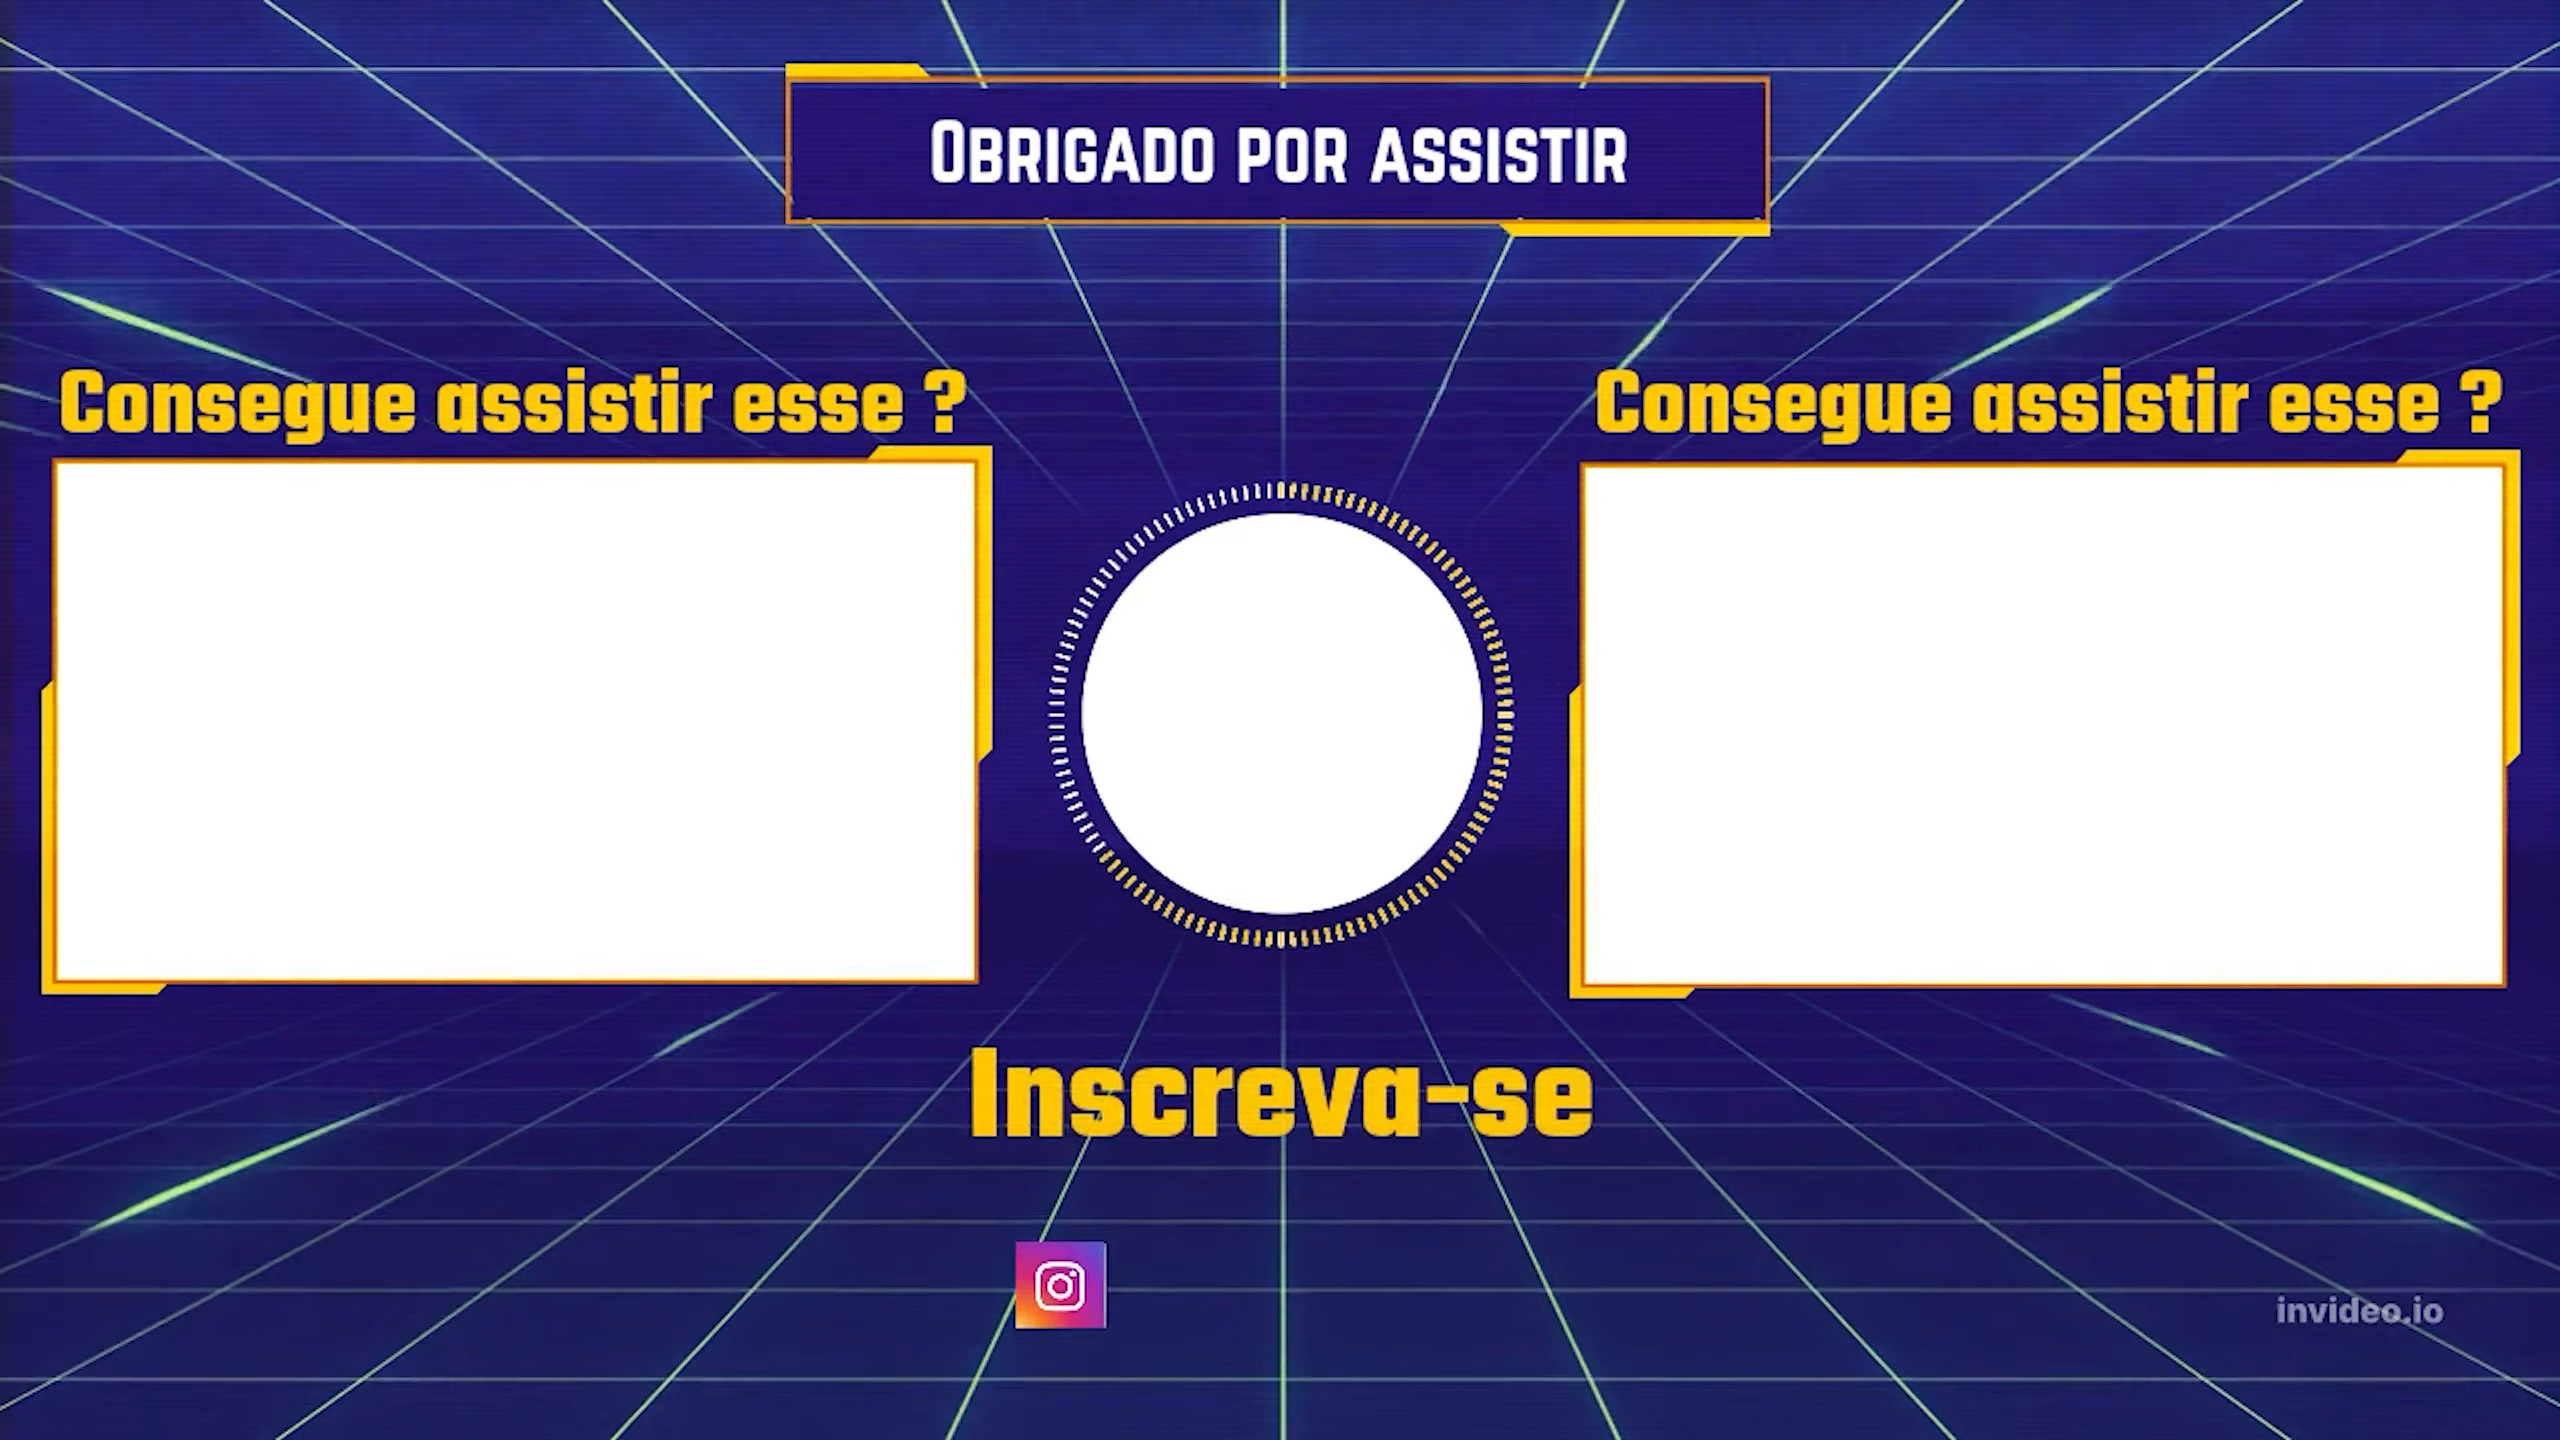 Obrigado por assistir
Consegue assistir esse ?
Consegue assistir esse ?
Inscreva-se
invideo.io